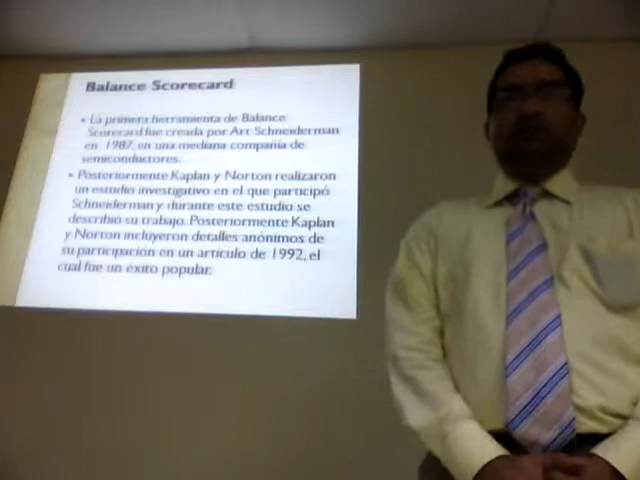 Balance Scorecard
• La primera herramienta de Balance
Scorecard fue creada por Art Schneiderman
en 1987, en una mediana compañía de
semiconductores.
• Posteriormente Kaplan y Norton realizaron
un estudio investigativo en el que participó
Schneiderman y durante este estudio se
describió su trabajo. Posteriormente Kaplan
y Norton incluyeron detalles anónimos de
su participación en un artículo de 1992, el
cual fue un éxito popular.